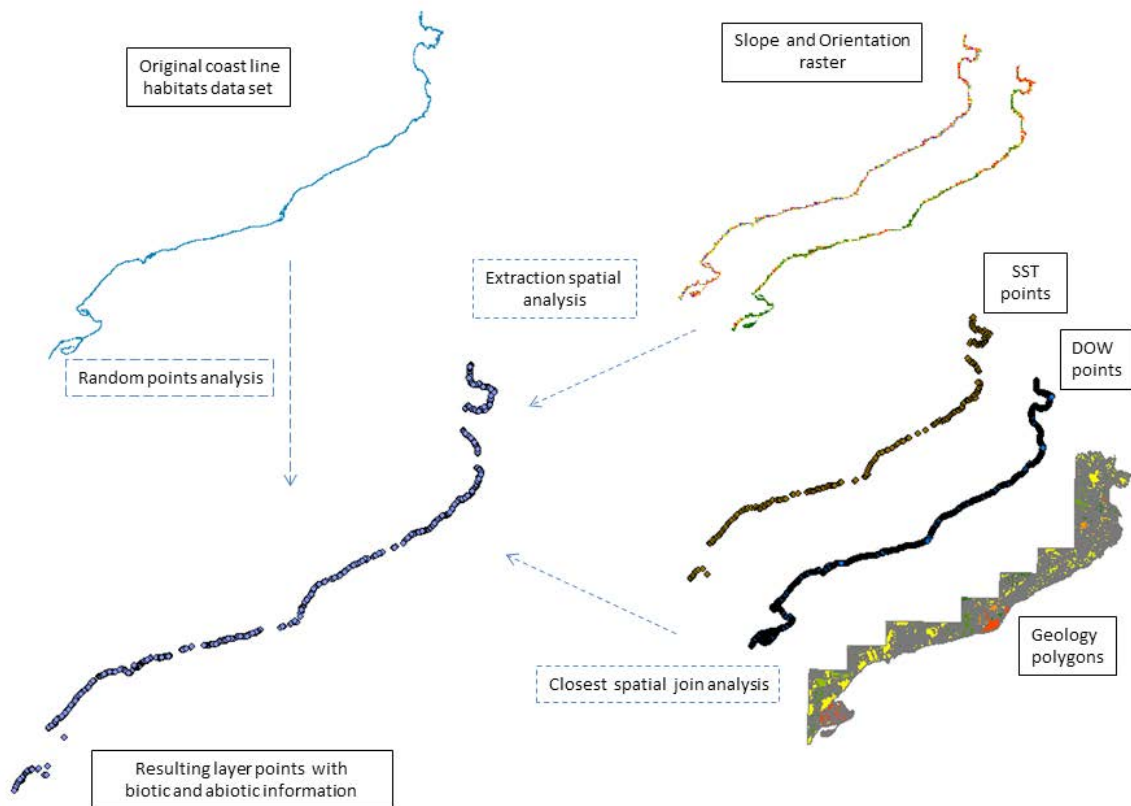 Original coast line
habitats data set
Slope and Orientation
raster
Extraction spatial
analysis
SST
points
DOW
points
Random points analysis
Geology
polygons
Closest spatial join analysis
Resulting layer points with
biotic and abiotic information